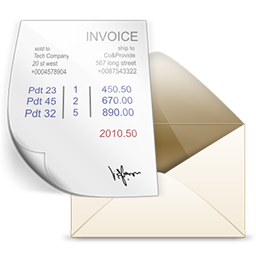 INVOICE
sold to ship to
Tech Company Co&Provide
20 st west 567 long street
+0004578904 +0087543322
Pdt 23 1 450.50
Pdt 45 2 670.00
Pdt 32 5 890.00
2010.50